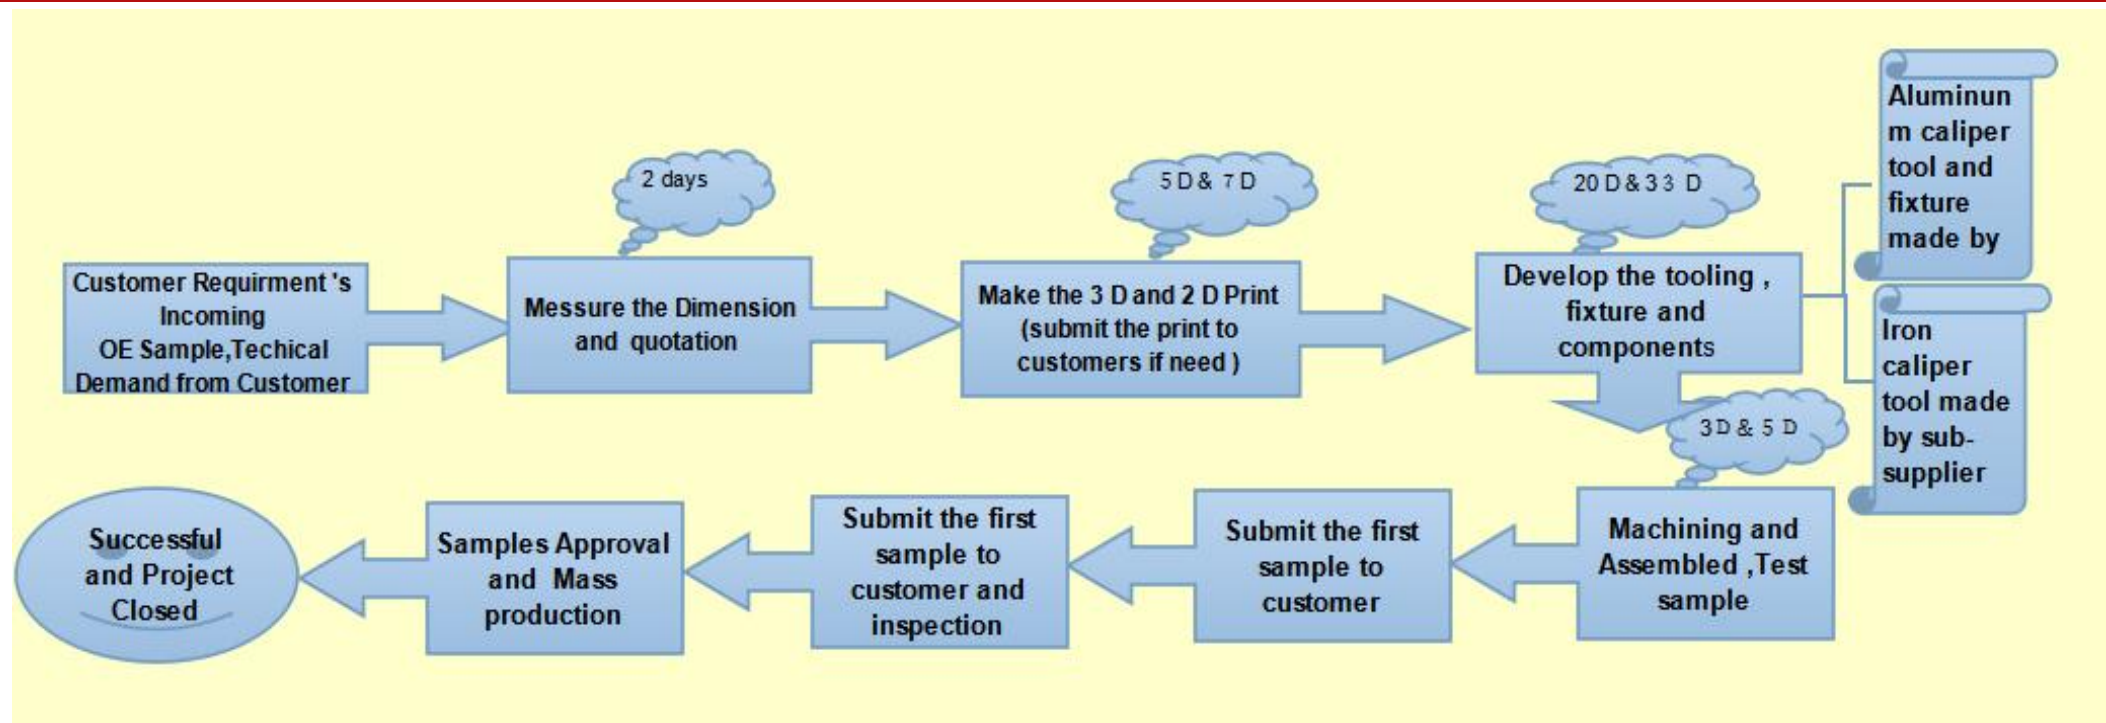 2 days
5 D & 7 D
20 D & 3 3 D
Customer Requirment 's
Incoming
OE Sample,Techical
Demand from Customer
Messure the Dimension
and quotation
Make the 3 D and 2 D Print
(submit the print to
customers if need )
Develop the tooling ,
fixture and
components
Aluminun
m caliper
tool and
fixture
made by
Iron
caliper
tool made
by sub-
supplier
3 D & 5 D
Machining and
Assembled ,Test
sample
Submit the first
sample to
customer
Submit the first
sample to
customer and
inspection
Samples Approval
and Mass
production
Successful
and Project
Closed